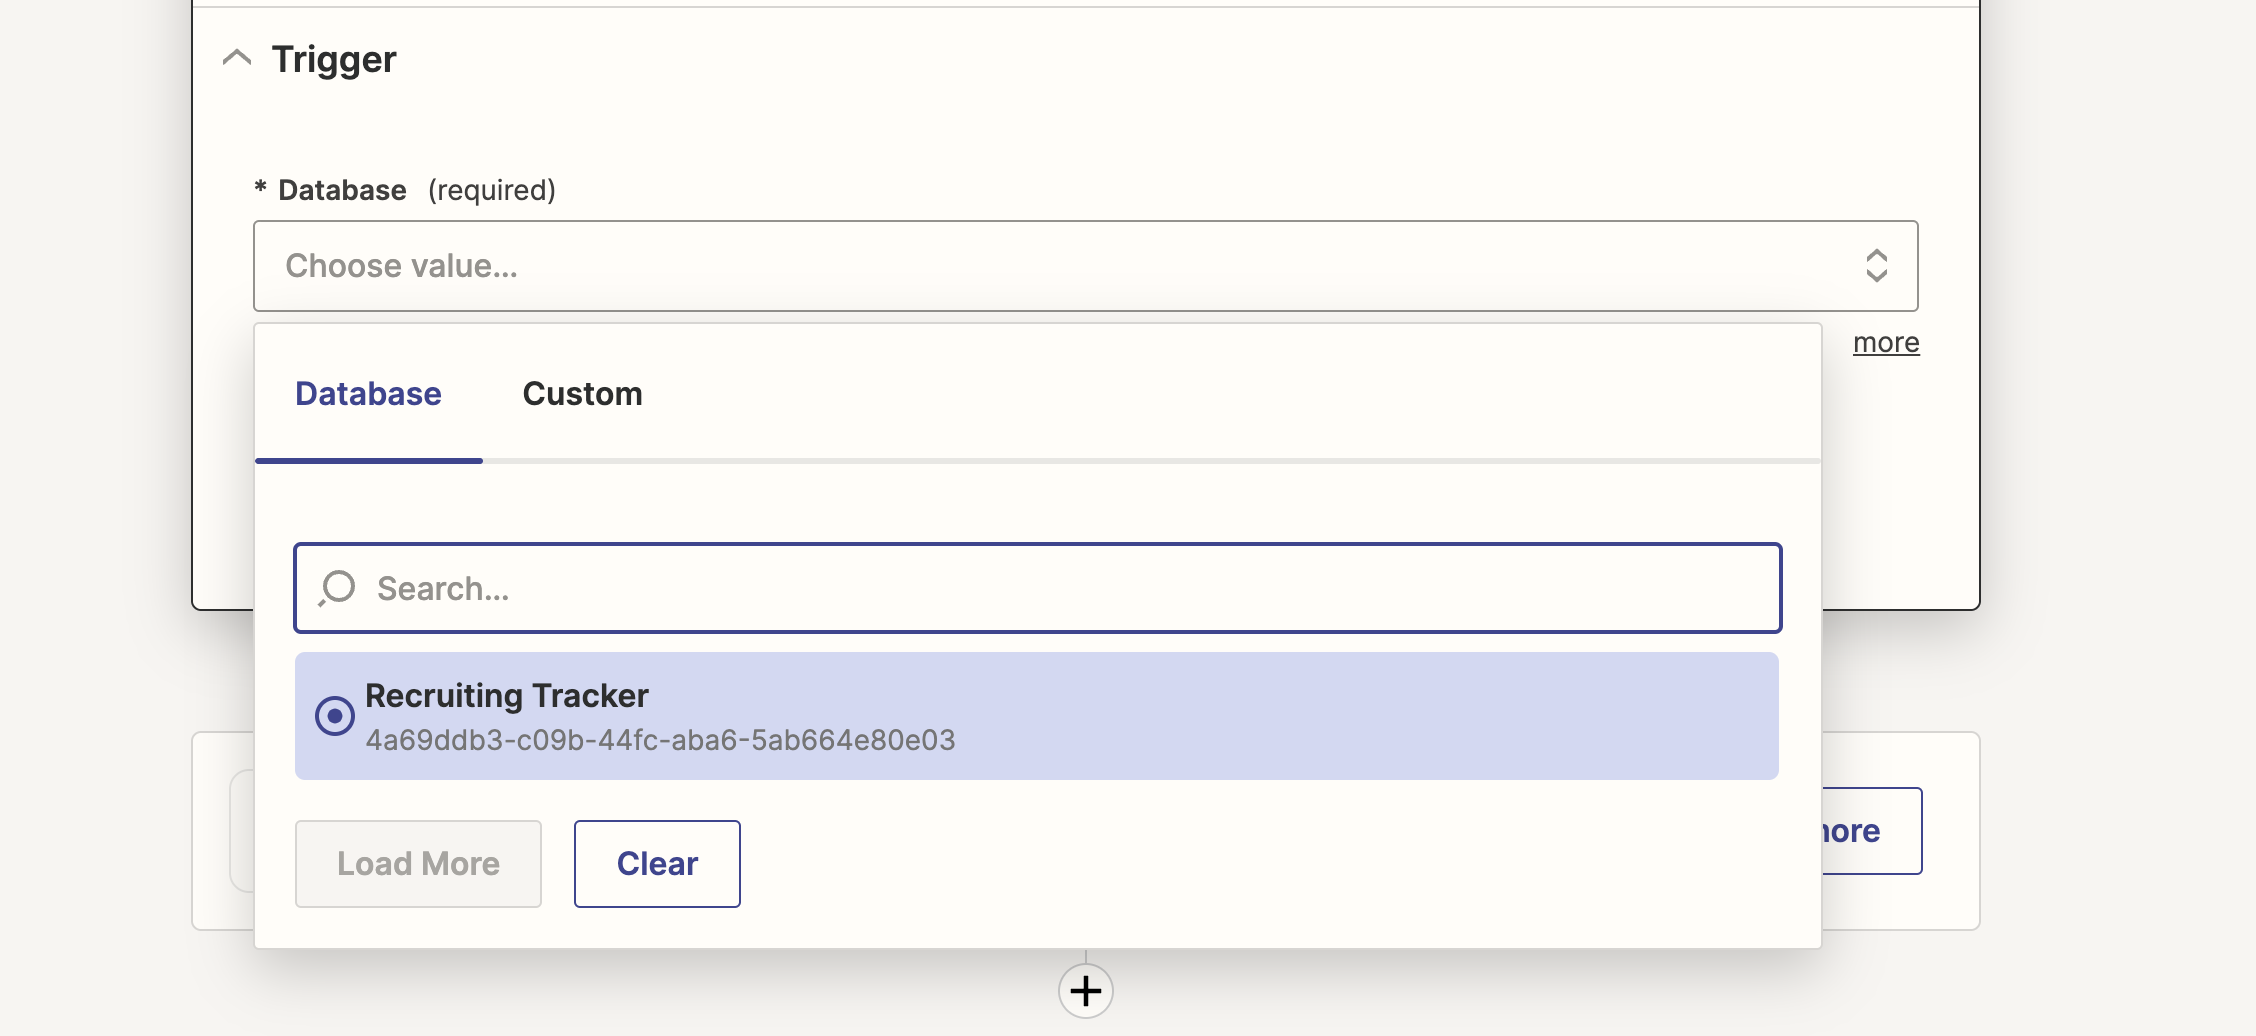 Trigger
* Database (required)
Choose value...
more
Database Custom
Search...
Recruiting Tracker
4a69ddb3-c09b-44fc-aba6-5ab664e80e03
Load More Clear